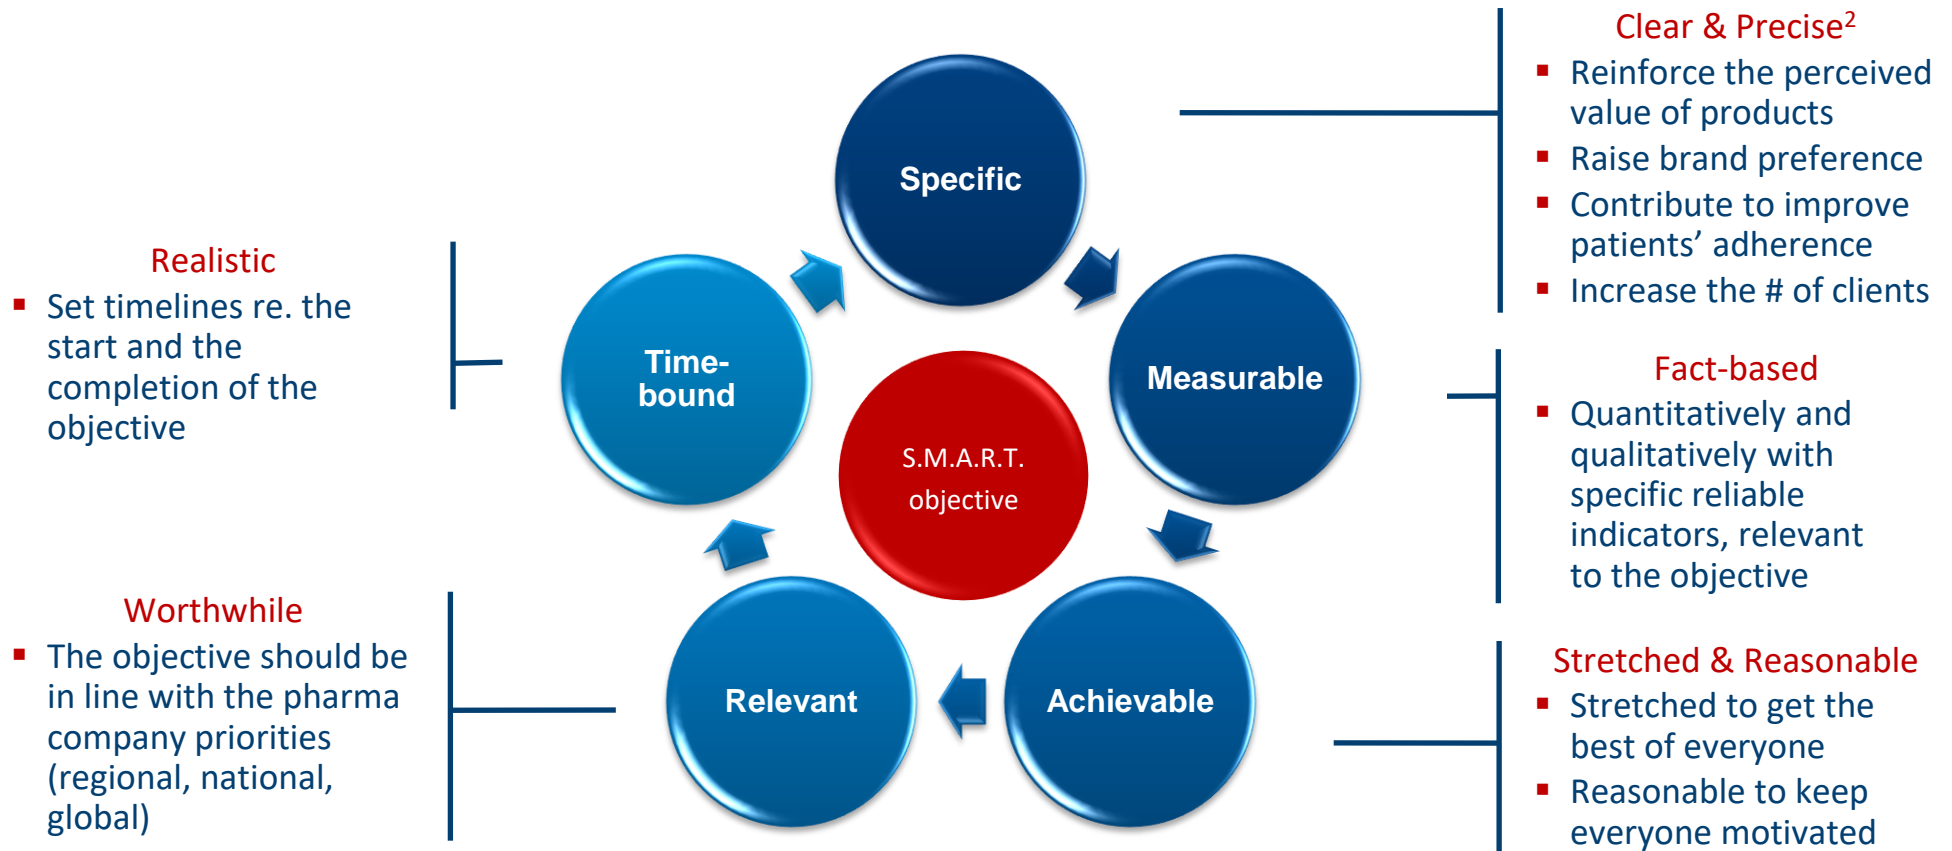 Clear & Precise²
▪ Reinforce the perceived
value of products
▪ Raise brand preference
▪ Contribute to improve
patients’ adherence
▪ Increase the # of clients
Specific
Realistic
▪ Set timelines re. the
start and the
completion of the
objective
Time-
bound
Measurable
Fact-based
▪ Quantitatively and
qualitatively with
specific reliable
indicators, relevant
to the objective
S.M.A.R.T.
objective
Worthwhile
▪ The objective should be
in line with the pharma
company priorities
(regional, national,
global)
Relevant
Achievable
Stretched & Reasonable
▪ Stretched to get the
best of everyone
▪ Reasonable to keep
everyone motivated